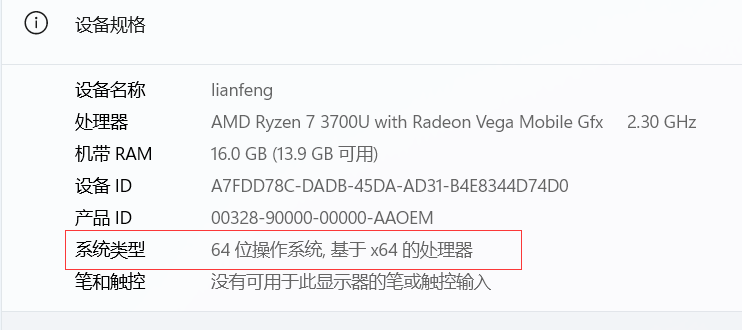 设备规格
设备名称 lianfeng
处理器 AMD Ryzen 7 3700U with Radeon Vega Mobile Gfx 2.30 GHz
机带 RAM 16.0 GB (13.9 GB 可用)
设备 ID A7FDD78C-DADB-45DA-AD31-B4E8344D74D0
产品 ID 00328-90000-00000-AAOEM
系统类型 64 位操作系统, 基于 x64 的处理器
笔和触控 没有可用于此显示器的笔或触控输入